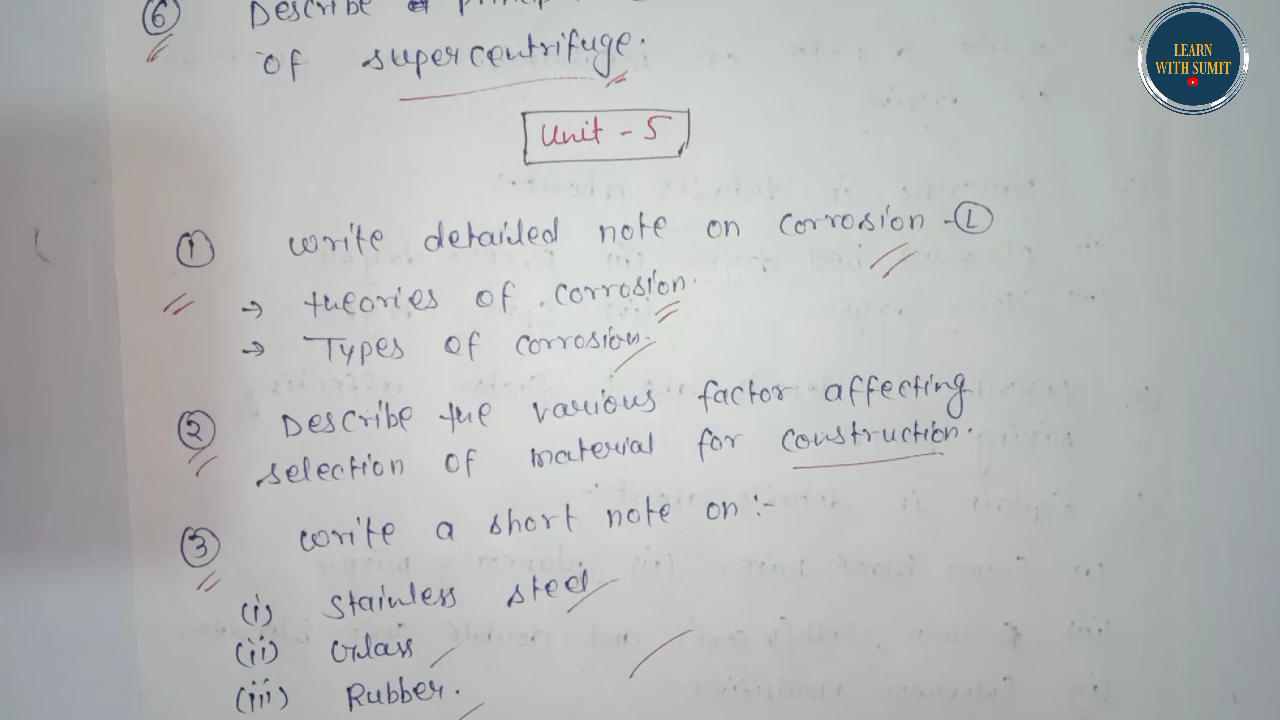 6 Describe
of supercentrifuge.
LEARN
WITH SUMIT
Unit - 5
1 Write detailed note on corrosion - L
→ theories of corrosion.
→ Types of corrosion.
2 Describe the various factor affecting
selection of material for construction.
3 Write a short note on :-
(i) Stainless steel
(ii) Glass
(iii) Rubber.